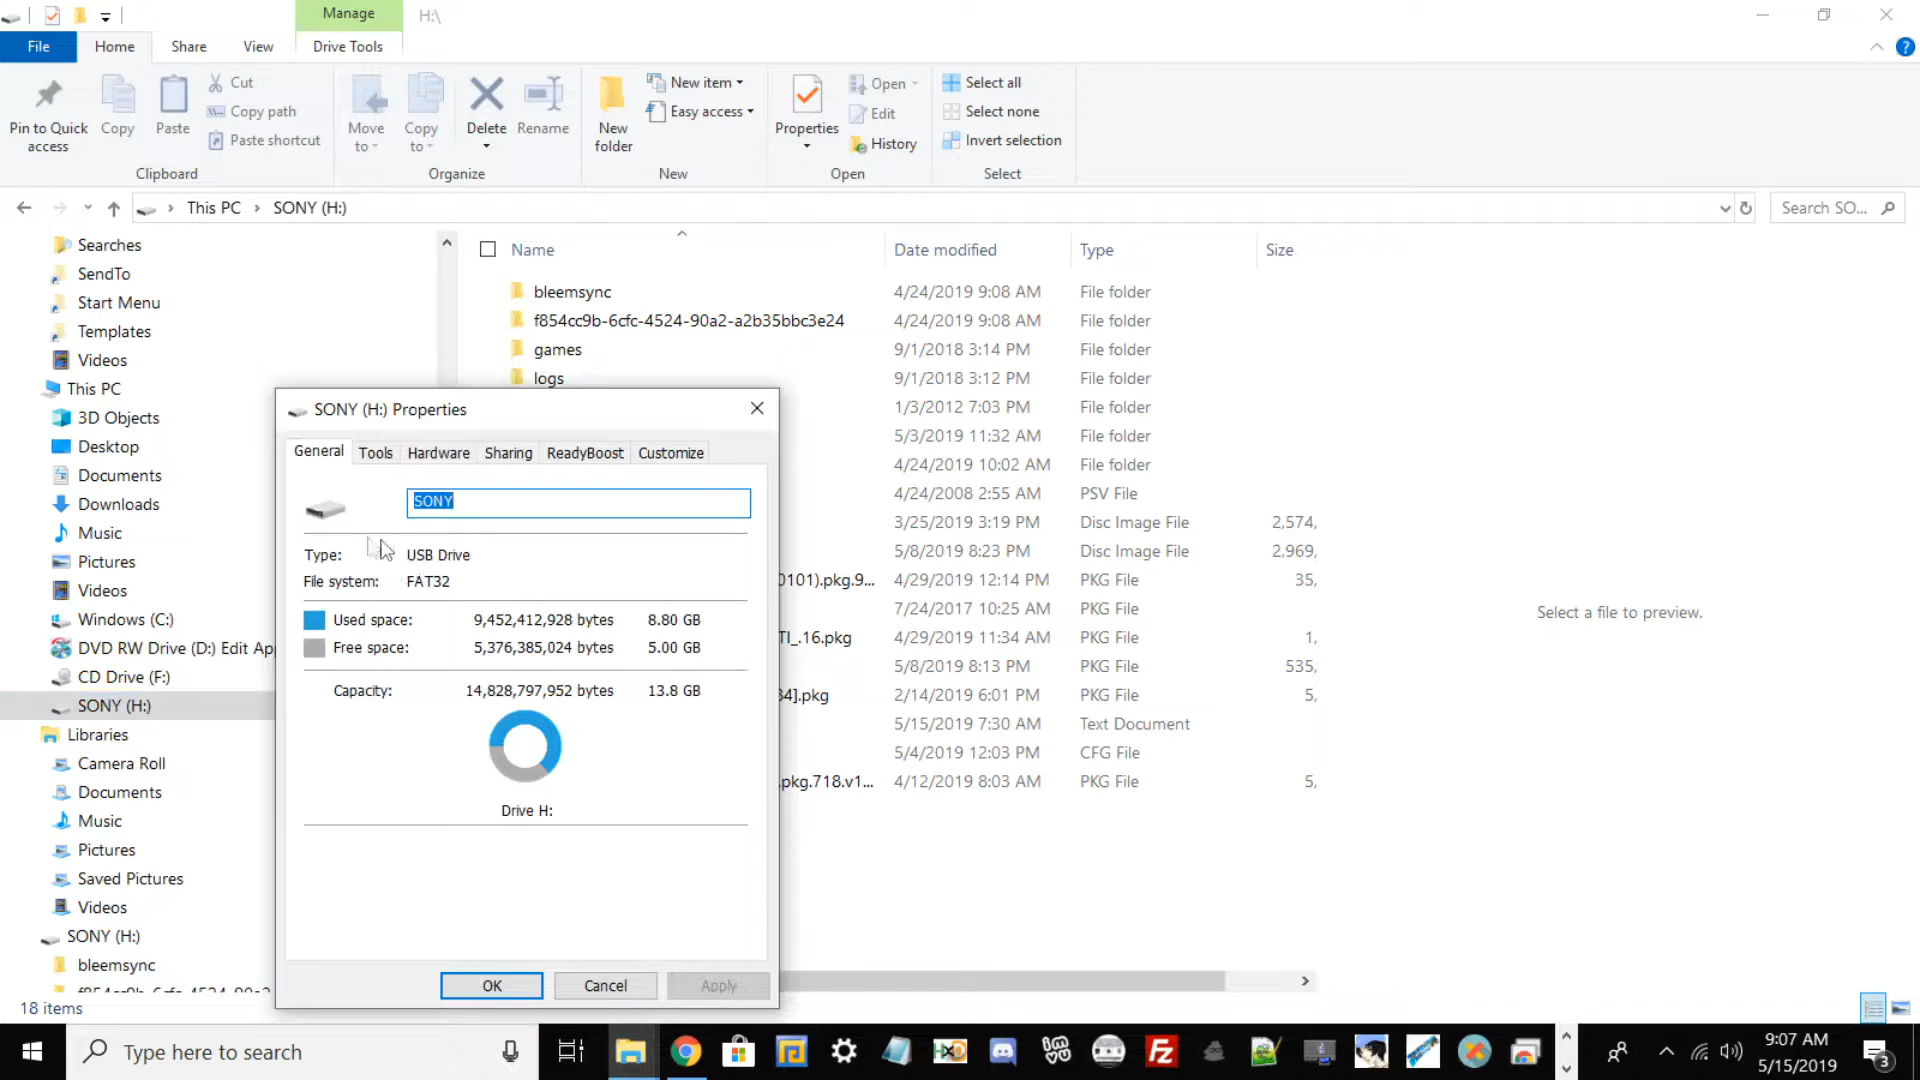 Manage
H:\
File
Home
Share
View
Drive Tools
Pin to Quick access
Copy
Paste
Cut
Copy path
Paste shortcut
Clipboard
Move to
Copy to
Delete
Rename
Organize
New folder
New item
Easy access
New
Properties
Open
Edit
History
Open
Select all
Select none
Invert selection
Select
This PC > SONY (H:)
Search SO...
Searches
SendTo
Start Menu
Templates
Videos
This PC
3D Objects
Desktop
Documents
Downloads
Music
Pictures
Videos
Windows (C:)
DVD RW Drive (D:) Edit Ap
CD Drive (F:)
SONY (H:)
Libraries
Camera Roll
Documents
Music
Pictures
Saved Pictures
Videos
SONY (H:)
bleemsync
18 items
Name Date modified Type Size
bleemsync 4/24/2019 9:08 AM File folder
f854cc9b-6cfc-4524-90a2-a2b35bbc3e24 4/24/2019 9:08 AM File folder
games 9/1/2018 3:14 PM File folder
logs 9/1/2018 3:12 PM File folder
1/3/2012 7:03 PM File folder
5/3/2019 11:32 AM File folder
4/24/2019 10:02 AM File folder
4/24/2008 2:55 AM PSV File
3/25/2019 3:19 PM Disc Image File 2,574,
5/8/2019 8:23 PM Disc Image File 2,969,
0101).pkg.9... 4/29/2019 12:14 PM PKG File 35,
7/24/2017 10:25 AM PKG File
TI_.16.pkg 4/29/2019 11:34 AM PKG File 1,
5/8/2019 8:13 PM PKG File 535,
34].pkg 2/14/2019 6:01 PM PKG File 5,
5/15/2019 7:30 AM Text Document
5/4/2019 12:03 PM CFG File
.pkg.718.v1... 4/12/2019 8:03 AM PKG File 5,
Select a file to preview.
SONY (H:) Properties
General Tools Hardware Sharing ReadyBoost Customize
SONY
Type: USB Drive
File system: FAT32
Used space: 9,452,412,928 bytes 8.80 GB
Free space: 5,376,385,024 bytes 5.00 GB
Capacity: 14,828,797,952 bytes 13.8 GB
Drive H:
OK Cancel Apply
Type here to search
9:07 AM
5/15/2019
3